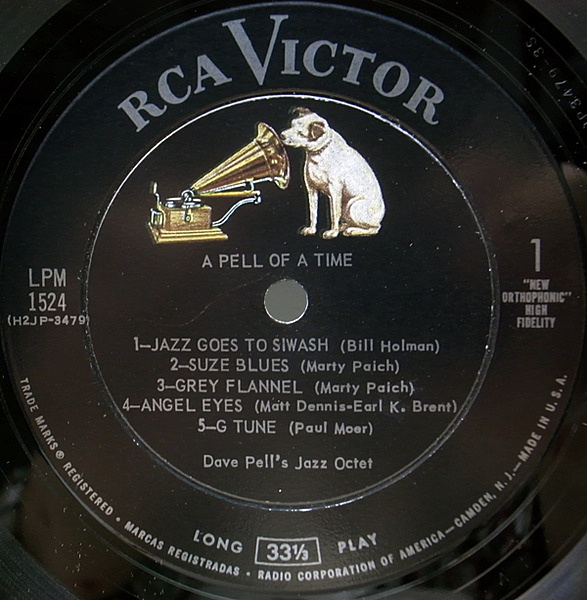 RCA VICTOR
A PELL OF A TIME
LPM
1524
(H2JP-3479)
1
"NEW
ORTHOPHONIC"
HIGH
FIDELITY
1—JAZZ GOES TO SIWASH (Bill Holman)
2—SUZE BLUES (Marty Paich)
3—GREY FLANNEL (Marty Paich)
4—ANGEL EYES (Matt Dennis-Earl K. Brent)
5—G TUNE (Paul Moer)
Dave Pell's Jazz Octet
LONG 33⅓ PLAY
TRADE MARKS ® REGISTERED • MARCAS REGISTRADAS • RADIO CORPORATION OF AMERICA—CAMDEN, N.J.—MADE IN U.S.A.